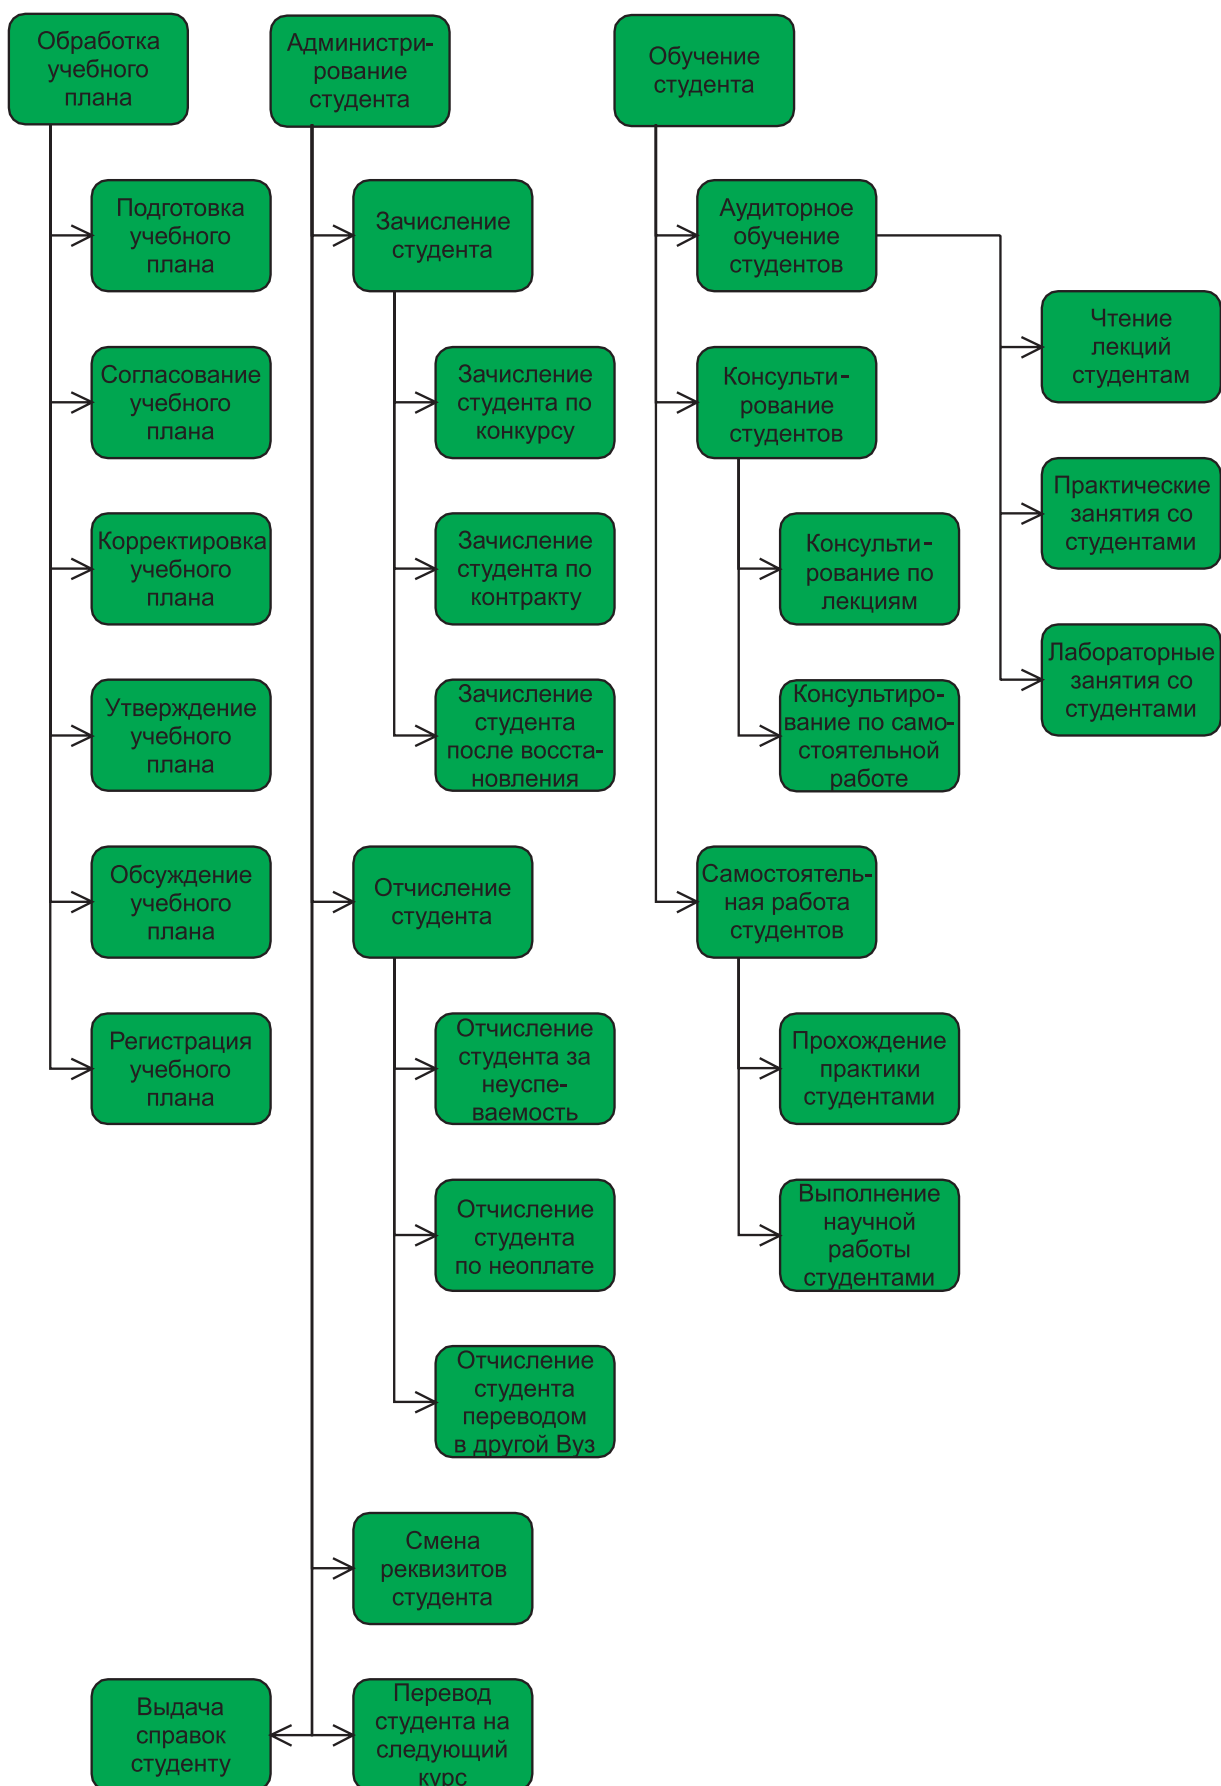 Обработка
учебного
плана
Подготовка
учебного
плана
Согласование
учебного
плана
Корректировка
учебного
плана
Утверждение
учебного
плана
Обсуждение
учебного
плана
Регистрация
учебного
плана
Администри-
рование
студента
Зачисление
студента
Зачисление
студента по
конкурсу
Зачисление
студента по
контракту
Зачисление
студента
после восста-
новления
Отчисление
студента
Отчисление
студента за
неуспе-
ваемость
Отчисление
студента
по неоплате
Отчисление
студента
переводом
в другой Вуз
Смена
реквизитов
студента
Выдача
справок
студенту
Перевод
студента на
следующий
курс
Обучение
студента
Аудиторное
обучение
студентов
Чтение
лекций
студентам
Практические
занятия со
студентами
Лабораторные
занятия со
студентами
Консульти-
рование
студентов
Консульти-
рование по
лекциям
Консультиро-
вание по само-
стоятельной
работе
Самостоятель-
ная работа
студентов
Прохождение
практики
студентами
Выполнение
научной
работы
студентами